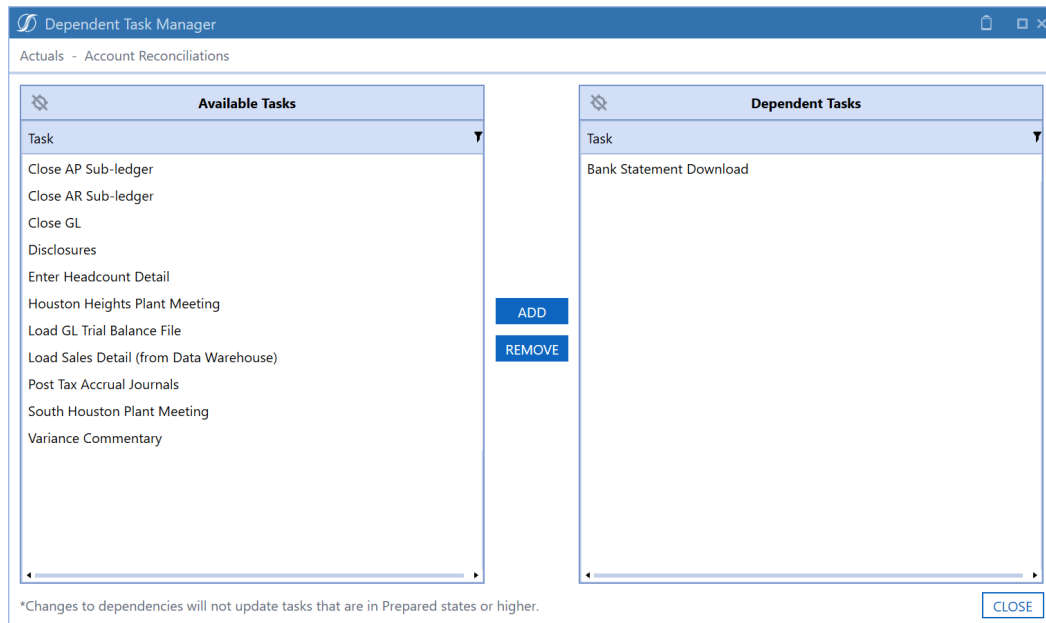 Dependent Task Manager
Actuals - Account Reconciliations
Available Tasks
Task
Close AP Sub-ledger
Close AR Sub-ledger
Close GL
Disclosures
Enter Headcount Detail
Houston Heights Plant Meeting
Load GL Trial Balance File
Load Sales Detail (from Data Warehouse)
Post Tax Accrual Journals
South Houston Plant Meeting
Variance Commentary
ADD
REMOVE
Dependent Tasks
Task
Bank Statement Download
*Changes to dependencies will not update tasks that are in Prepared states or higher.
CLOSE